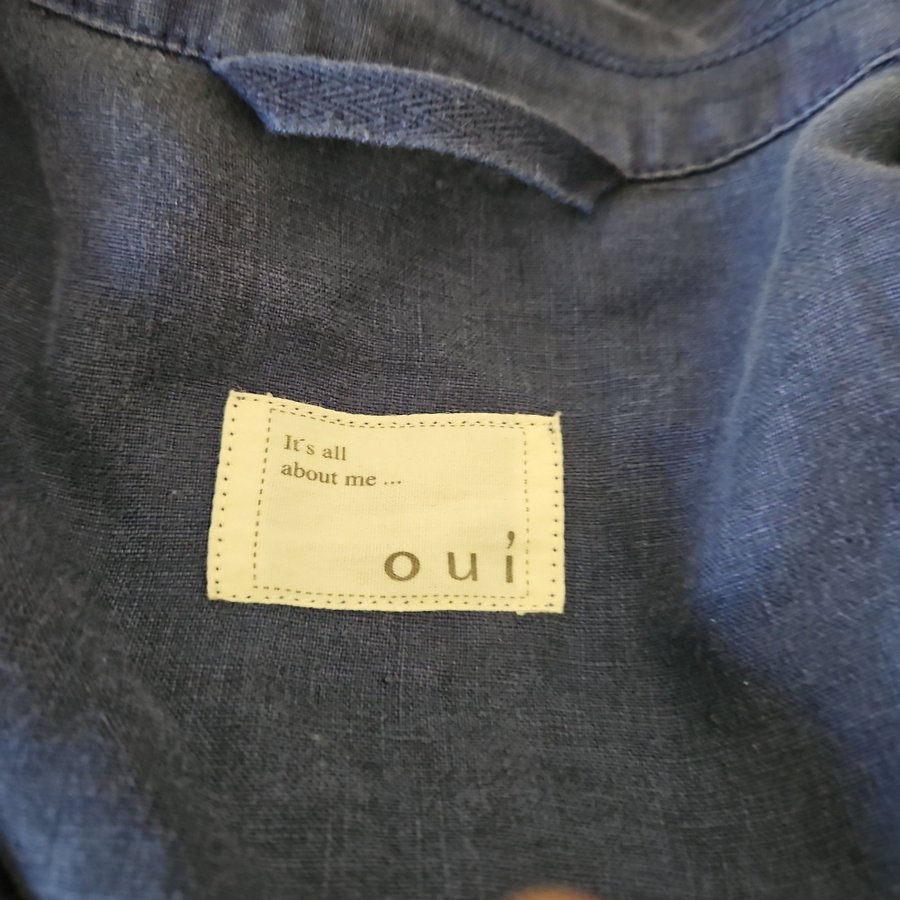 It´s all
about me ...
oui